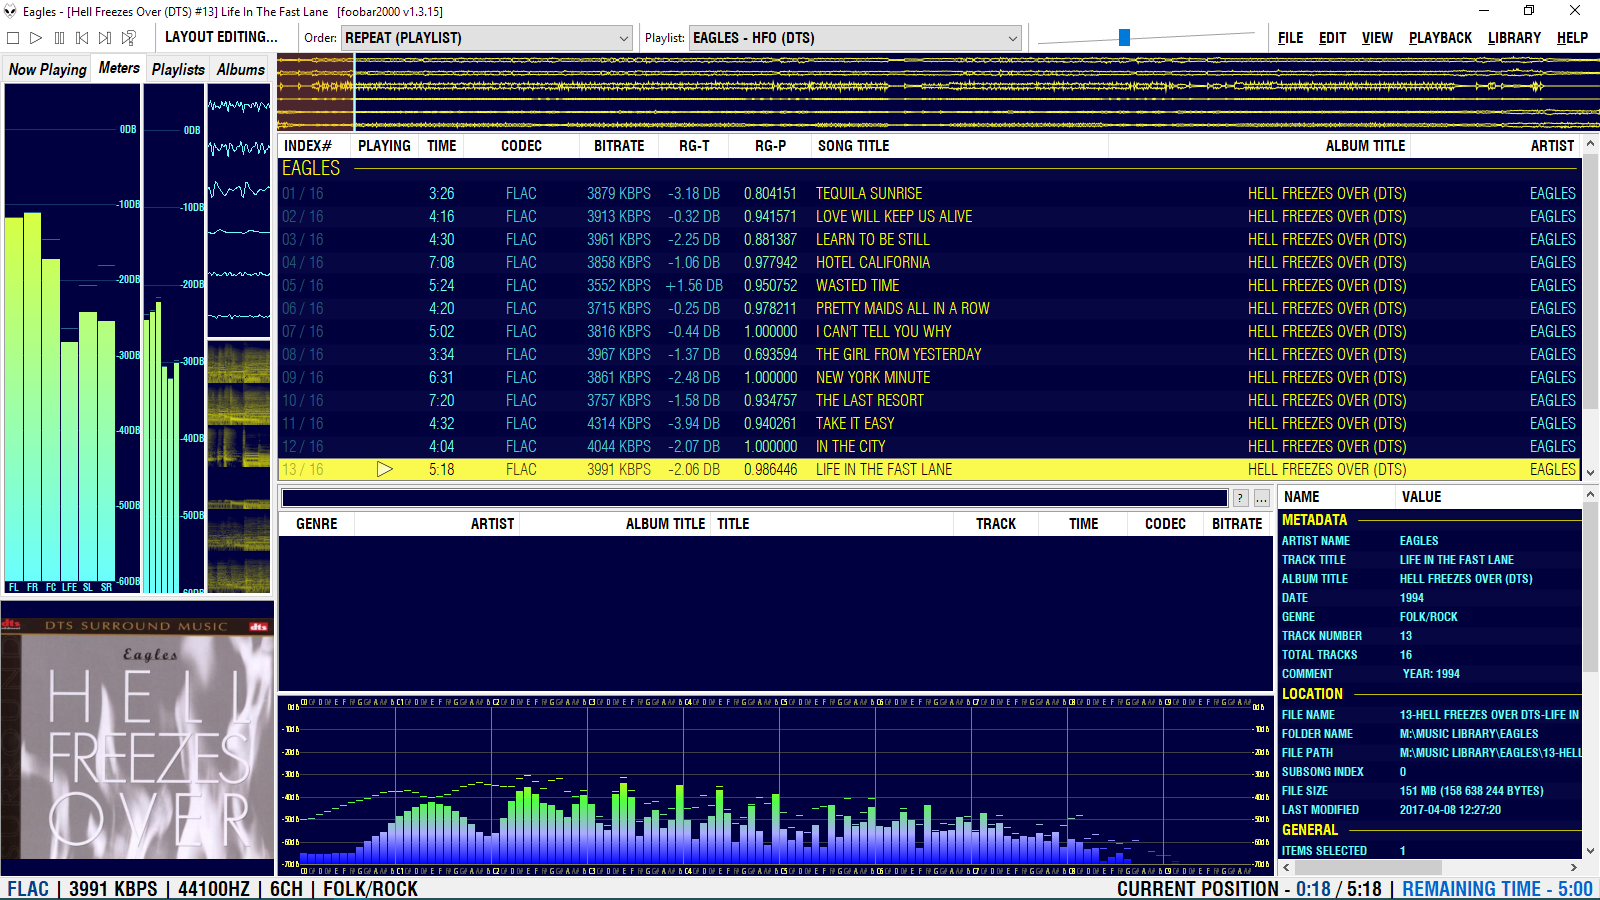 Eagles - [Hell Freezes Over (DTS) #13] Life In The Fast Lane [foobar2000 v1.3.15]
LAYOUT EDITING... Order: REPEAT (PLAYLIST) Playlist: EAGLES - HFO (DTS) FILE EDIT VIEW PLAYBACK LIBRARY HELP
Now Playing Meters Playlists Albums
0DB
-10DB
-20DB
-30DB
-40DB
-50DB
-60DB
FL FR FC LFE SL SR
0DB
-10DB
-20DB
-30DB
-40DB
-50DB
-60DB
INDEX# PLAYING TIME CODEC BITRATE RG-T RG-P SONG TITLE ALBUM TITLE ARTIST
EAGLES
01 / 16 3:26 FLAC 3879 KBPS -3.18 DB 0.804151 TEQUILA SUNRISE HELL FREEZES OVER (DTS) EAGLES
02 / 16 4:16 FLAC 3913 KBPS -0.32 DB 0.941571 LOVE WILL KEEP US ALIVE HELL FREEZES OVER (DTS) EAGLES
03 / 16 4:30 FLAC 3961 KBPS -2.25 DB 0.881387 LEARN TO BE STILL HELL FREEZES OVER (DTS) EAGLES
04 / 16 7:08 FLAC 3858 KBPS -1.06 DB 0.977942 HOTEL CALIFORNIA HELL FREEZES OVER (DTS) EAGLES
05 / 16 5:24 FLAC 3552 KBPS +1.56 DB 0.950752 WASTED TIME HELL FREEZES OVER (DTS) EAGLES
06 / 16 4:20 FLAC 3715 KBPS -0.25 DB 0.978211 PRETTY MAIDS ALL IN A ROW HELL FREEZES OVER (DTS) EAGLES
07 / 16 5:02 FLAC 3816 KBPS -0.44 DB 1.000000 I CAN'T TELL YOU WHY HELL FREEZES OVER (DTS) EAGLES
08 / 16 3:34 FLAC 3967 KBPS -1.37 DB 0.693594 THE GIRL FROM YESTERDAY HELL FREEZES OVER (DTS) EAGLES
09 / 16 6:31 FLAC 3861 KBPS -2.48 DB 1.000000 NEW YORK MINUTE HELL FREEZES OVER (DTS) EAGLES
10 / 16 7:20 FLAC 3757 KBPS -1.58 DB 0.934757 THE LAST RESORT HELL FREEZES OVER (DTS) EAGLES
11 / 16 4:32 FLAC 4314 KBPS -3.94 DB 0.940261 TAKE IT EASY HELL FREEZES OVER (DTS) EAGLES
12 / 16 4:04 FLAC 4044 KBPS -2.07 DB 1.000000 IN THE CITY HELL FREEZES OVER (DTS) EAGLES
13 / 16 5:18 FLAC 3991 KBPS -2.06 DB 0.986446 LIFE IN THE FAST LANE HELL FREEZES OVER (DTS) EAGLES
? ...
GENRE ARTIST ALBUM TITLE TITLE TRACK TIME CODEC BITRATE
NAME VALUE
METADATA
ARTIST NAME EAGLES
TRACK TITLE LIFE IN THE FAST LANE
ALBUM TITLE HELL FREEZES OVER (DTS)
DATE 1994
GENRE FOLK/ROCK
TRACK NUMBER 13
TOTAL TRACKS 16
COMMENT YEAR: 1994
LOCATION
FILE NAME 13-HELL FREEZES OVER DTS-LIFE IN
FOLDER NAME M:\MUSIC LIBRARY\EAGLES
FILE PATH M:\MUSIC LIBRARY\EAGLES\13-HELL
SUBSONG INDEX 0
FILE SIZE 151 MB (158 638 244 BYTES)
LAST MODIFIED 2017-04-08 12:27:20
GENERAL
ITEMS SELECTED 1
dts DTS SURROUND MUSIC dts
Eagles
HELL
FREEZES
OVER
FLAC | 3991 KBPS | 44100HZ | 6CH | FOLK/ROCK CURRENT POSITION - 0:18 / 5:18 | REMAINING TIME - 5:00